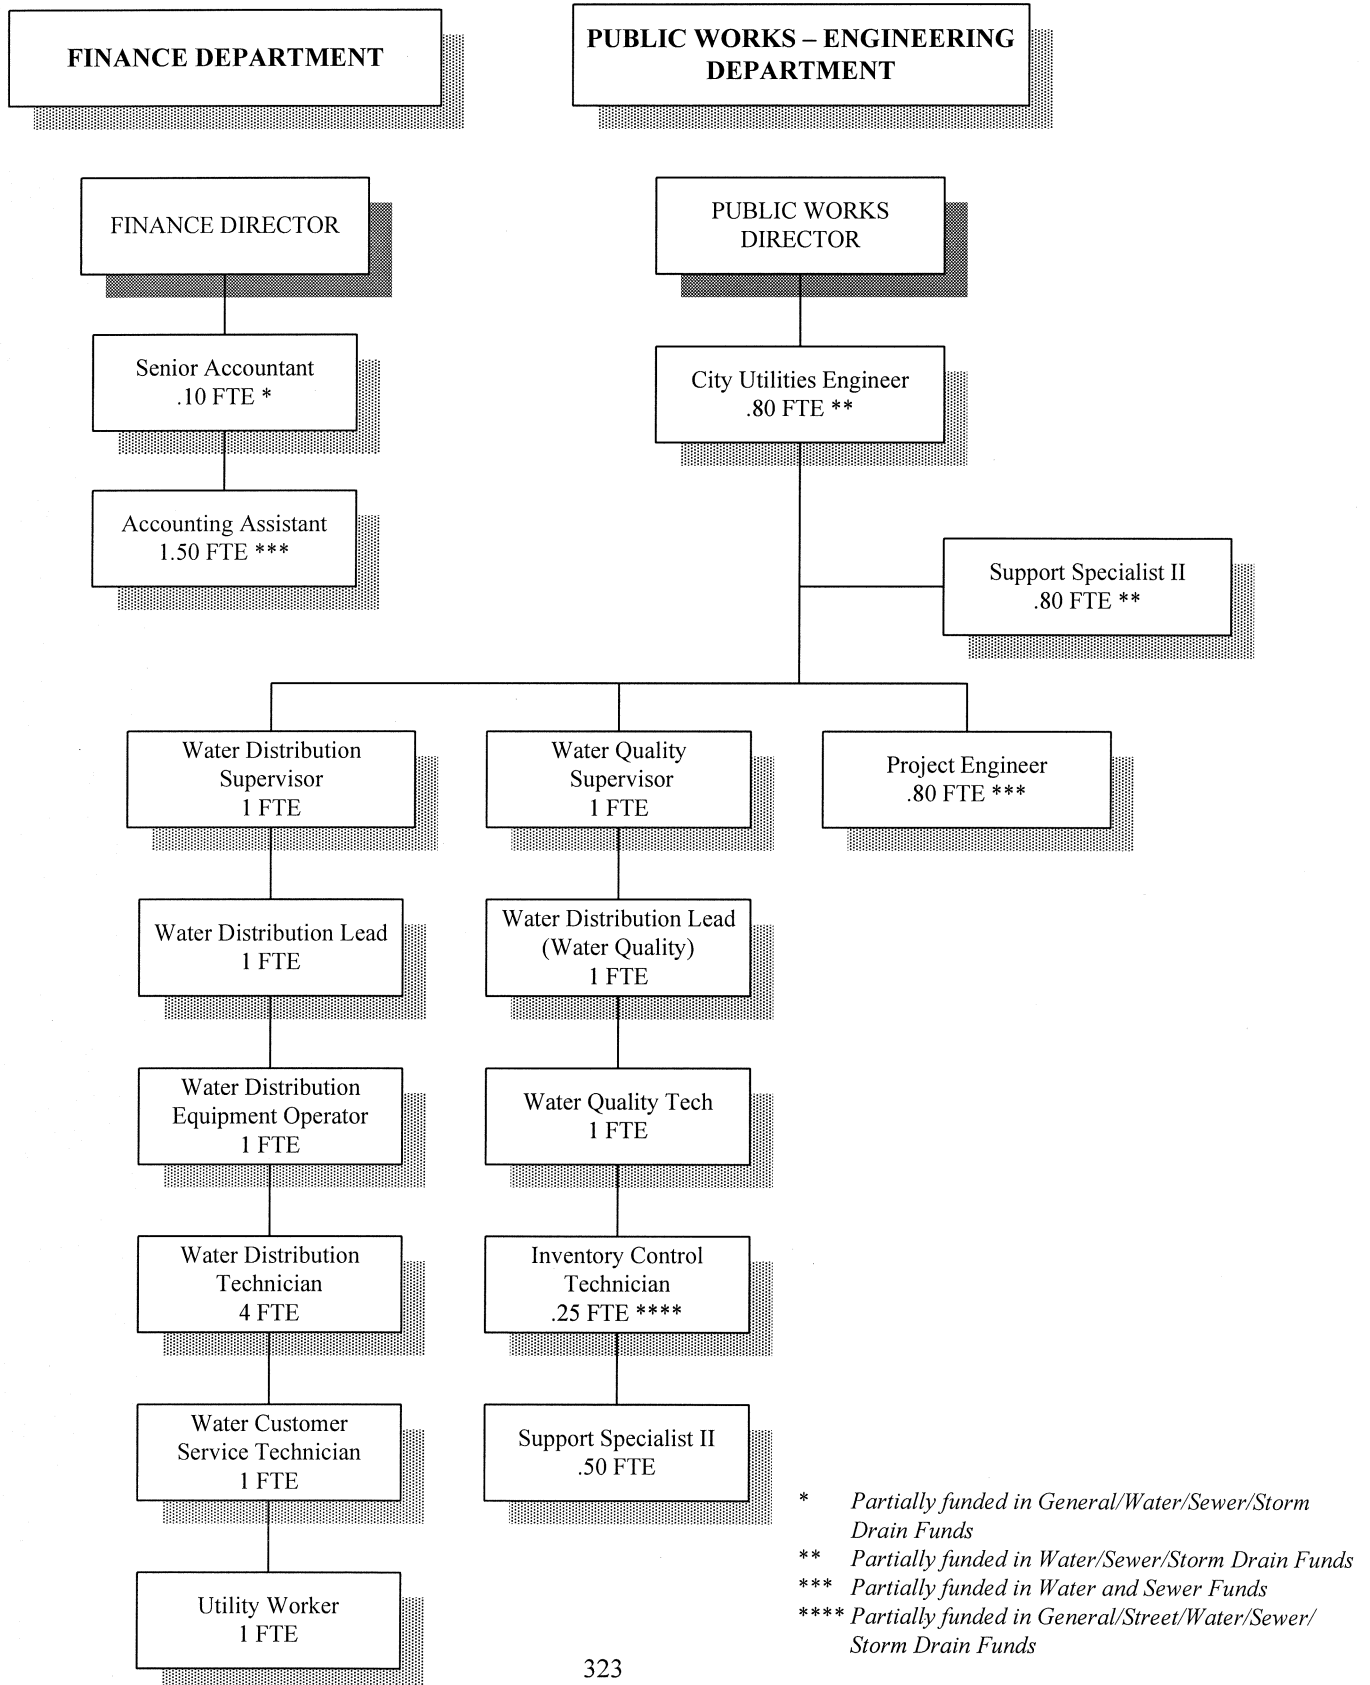 FINANCE DEPARTMENT
PUBLIC WORKS – ENGINEERING
DEPARTMENT
FINANCE DIRECTOR
Senior Accountant
.10 FTE *
Accounting Assistant
1.50 FTE ***
PUBLIC WORKS
DIRECTOR
City Utilities Engineer
.80 FTE **
Support Specialist II
.80 FTE **
Water Distribution
Supervisor
1 FTE
Water Distribution Lead
1 FTE
Water Distribution
Equipment Operator
1 FTE
Water Distribution
Technician
4 FTE
Water Customer
Service Technician
1 FTE
Utility Worker
1 FTE
Water Quality
Supervisor
1 FTE
Water Distribution Lead
(Water Quality)
1 FTE
Water Quality Tech
1 FTE
Inventory Control
Technician
.25 FTE ****
Support Specialist II
.50 FTE
Project Engineer
.80 FTE ***
* Partially funded in General/Water/Sewer/Storm
Drain Funds
** Partially funded in Water/Sewer/Storm Drain Funds
*** Partially funded in Water and Sewer Funds
**** Partially funded in General/Street/Water/Sewer/
Storm Drain Funds
323